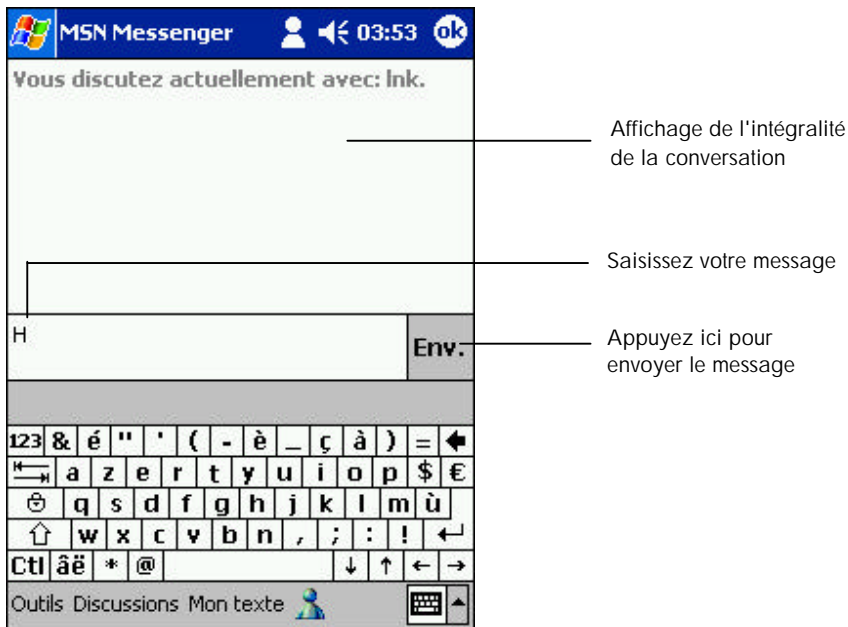 MSN Messenger 03:53 ok
Vous discutez actuellement avec: lnk.
Affichage de l'intégralité
de la conversation
Saisissez votre message
H
Env.
Appuyez ici pour
envoyer le message
123 & é " ' ( - è _ ç à ) =
a z e r t y u i o p $ €
q s d f g h j k l m ù
w x c v b n , ; : !
Ctl âë * @ ↓ ↑ ← →
Outils Discussions Mon texte